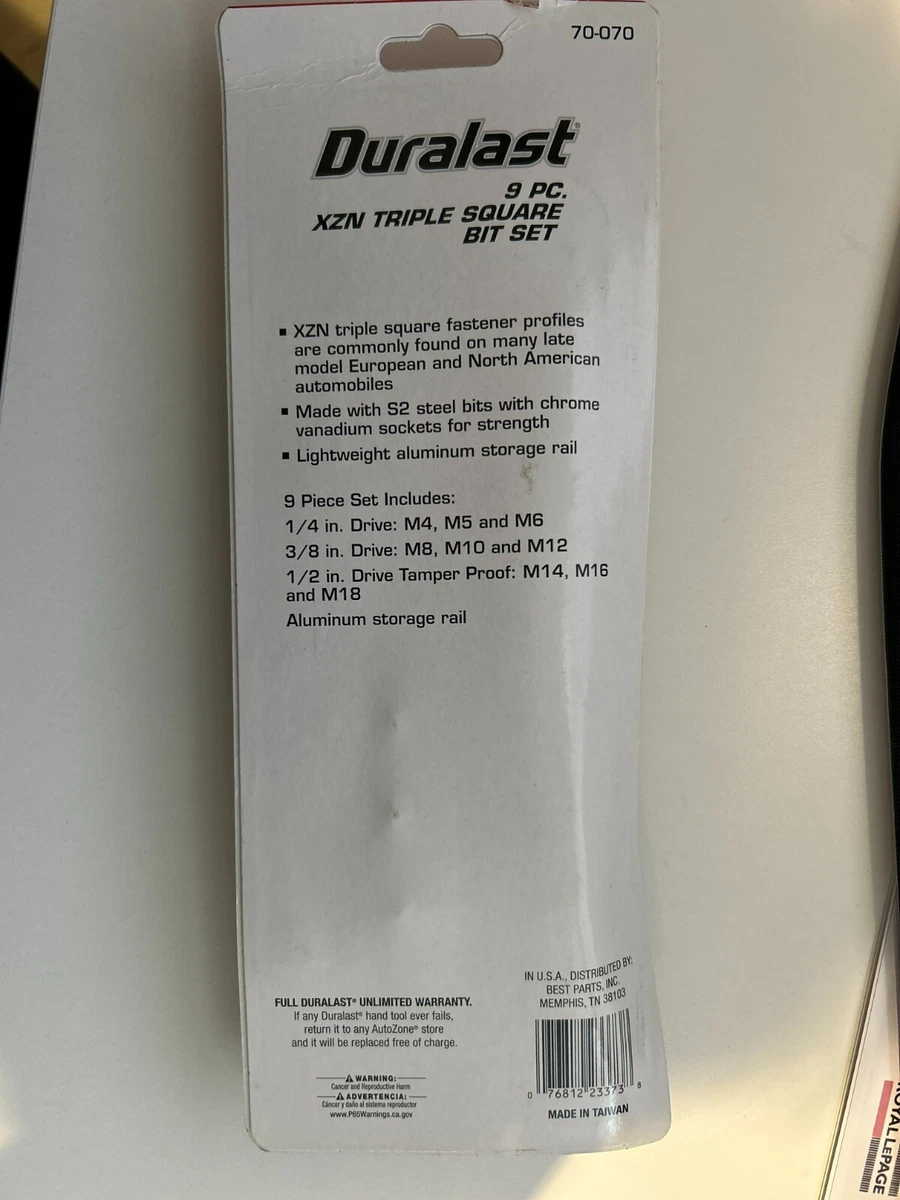 70-070
Duralast®
9 PC.
XZN TRIPLE SQUARE
BIT SET
▪ XZN triple square fastener profiles
are commonly found on many late
model European and North American
automobiles
▪ Made with S2 steel bits with chrome
vanadium sockets for strength
▪ Lightweight aluminum storage rail
9 Piece Set Includes:
1/4 in. Drive: M4, M5 and M6
3/8 in. Drive: M8, M10 and M12
1/2 in. Drive Tamper Proof: M14, M16
and M18
Aluminum storage rail
FULL DURALAST® UNLIMITED WARRANTY.
If any Duralast® hand tool ever fails,
return it to any AutoZone® store
and it will be replaced free of charge.
⚠ WARNING:
Cancer and Reproductive Harm
⚠ ADVERTENCIA:
Cáncer y daño al sistema reproductor
www.P65Warnings.ca.gov
IN U.S.A., DISTRIBUTED BY:
BEST PARTS, INC.
MEMPHIS, TN 38103
0 76812 23373 8
MADE IN TAIWAN
ROYAL LEPAGE